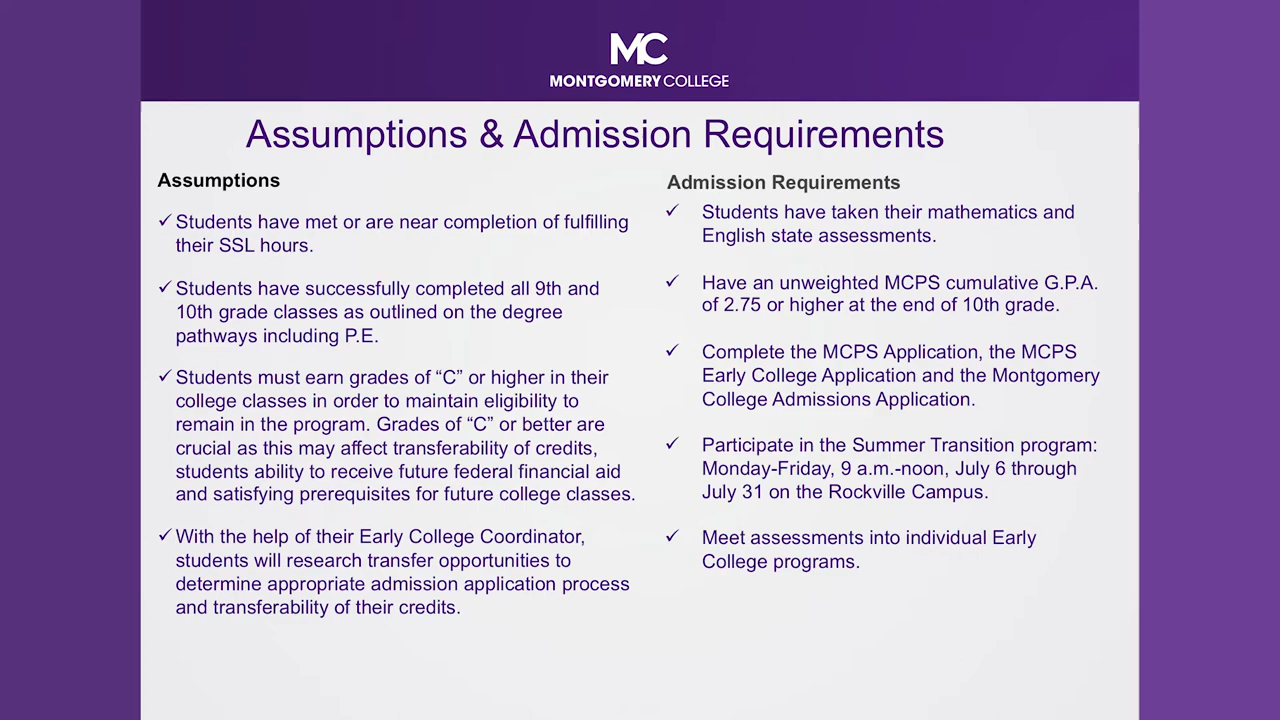 MC
MONTGOMERY COLLEGE
Assumptions & Admission Requirements
Assumptions
✓ Students have met or are near completion of fulfilling
their SSL hours.
✓ Students have successfully completed all 9th and
10th grade classes as outlined on the degree
pathways including P.E.
✓ Students must earn grades of “C” or higher in their
college classes in order to maintain eligibility to
remain in the program. Grades of “C” or better are
crucial as this may affect transferability of credits,
students ability to receive future federal financial aid
and satisfying prerequisites for future college classes.
✓ With the help of their Early College Coordinator,
students will research transfer opportunities to
determine appropriate admission application process
and transferability of their credits.
Admission Requirements
✓ Students have taken their mathematics and
English state assessments.
✓ Have an unweighted MCPS cumulative G.P.A.
of 2.75 or higher at the end of 10th grade.
✓ Complete the MCPS Application, the MCPS
Early College Application and the Montgomery
College Admissions Application.
✓ Participate in the Summer Transition program:
Monday-Friday, 9 a.m.-noon, July 6 through
July 31 on the Rockville Campus.
✓ Meet assessments into individual Early
College programs.